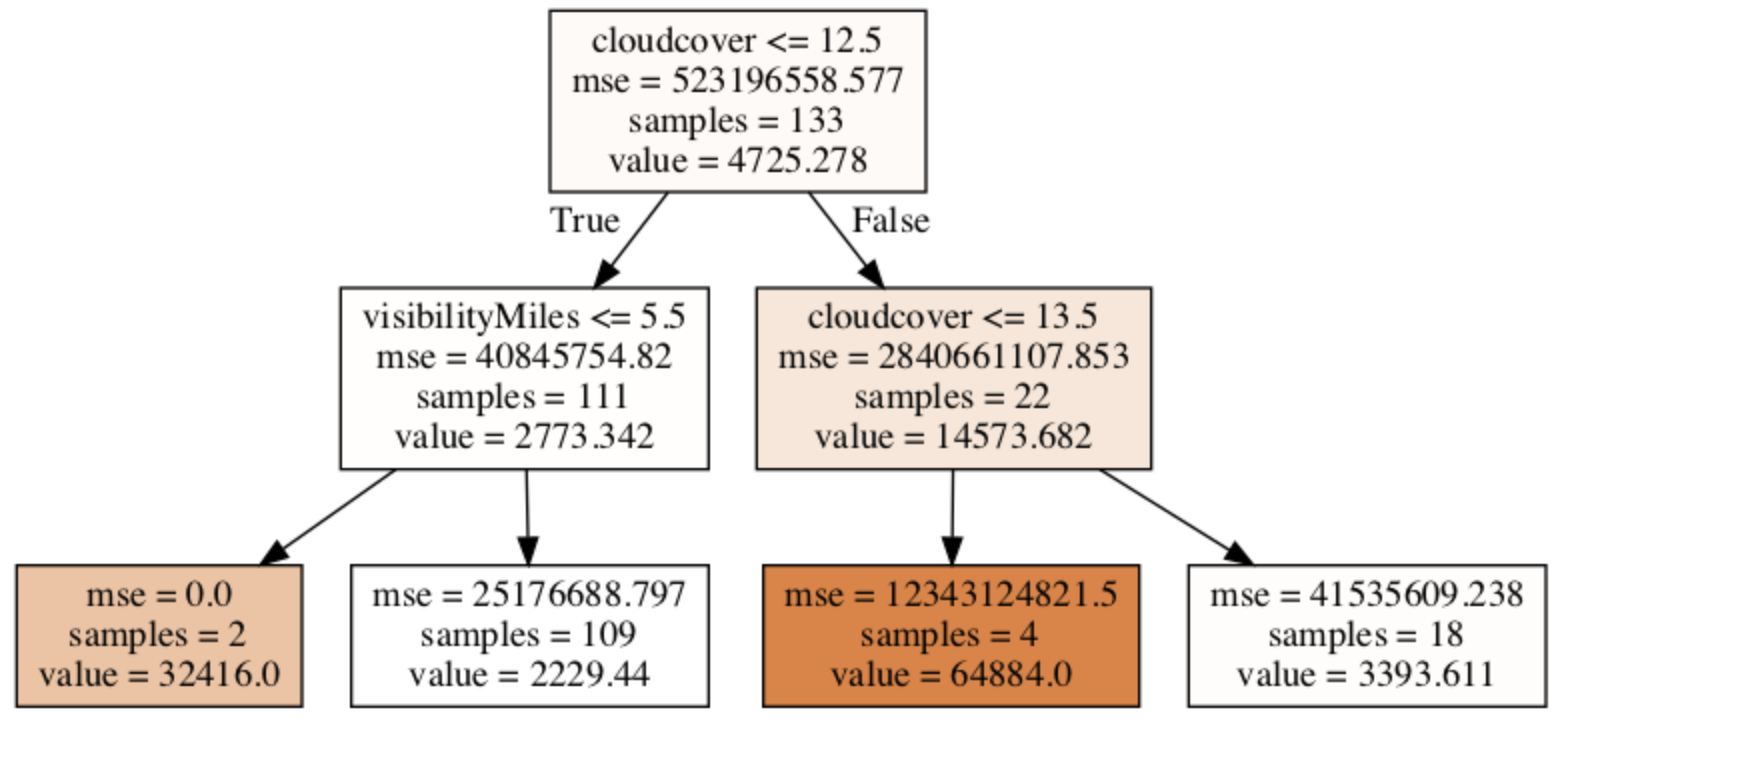 cloudcover <= 12.5
mse = 523196558.577
samples = 133
value = 4725.278
True
False
visibilityMiles <= 5.5
mse = 40845754.82
samples = 111
value = 2773.342
cloudcover <= 13.5
mse = 2840661107.853
samples = 22
value = 14573.682
mse = 0.0
samples = 2
value = 32416.0
mse = 25176688.797
samples = 109
value = 2229.44
mse = 12343124821.5
samples = 4
value = 64884.0
mse = 41535609.238
samples = 18
value = 3393.611